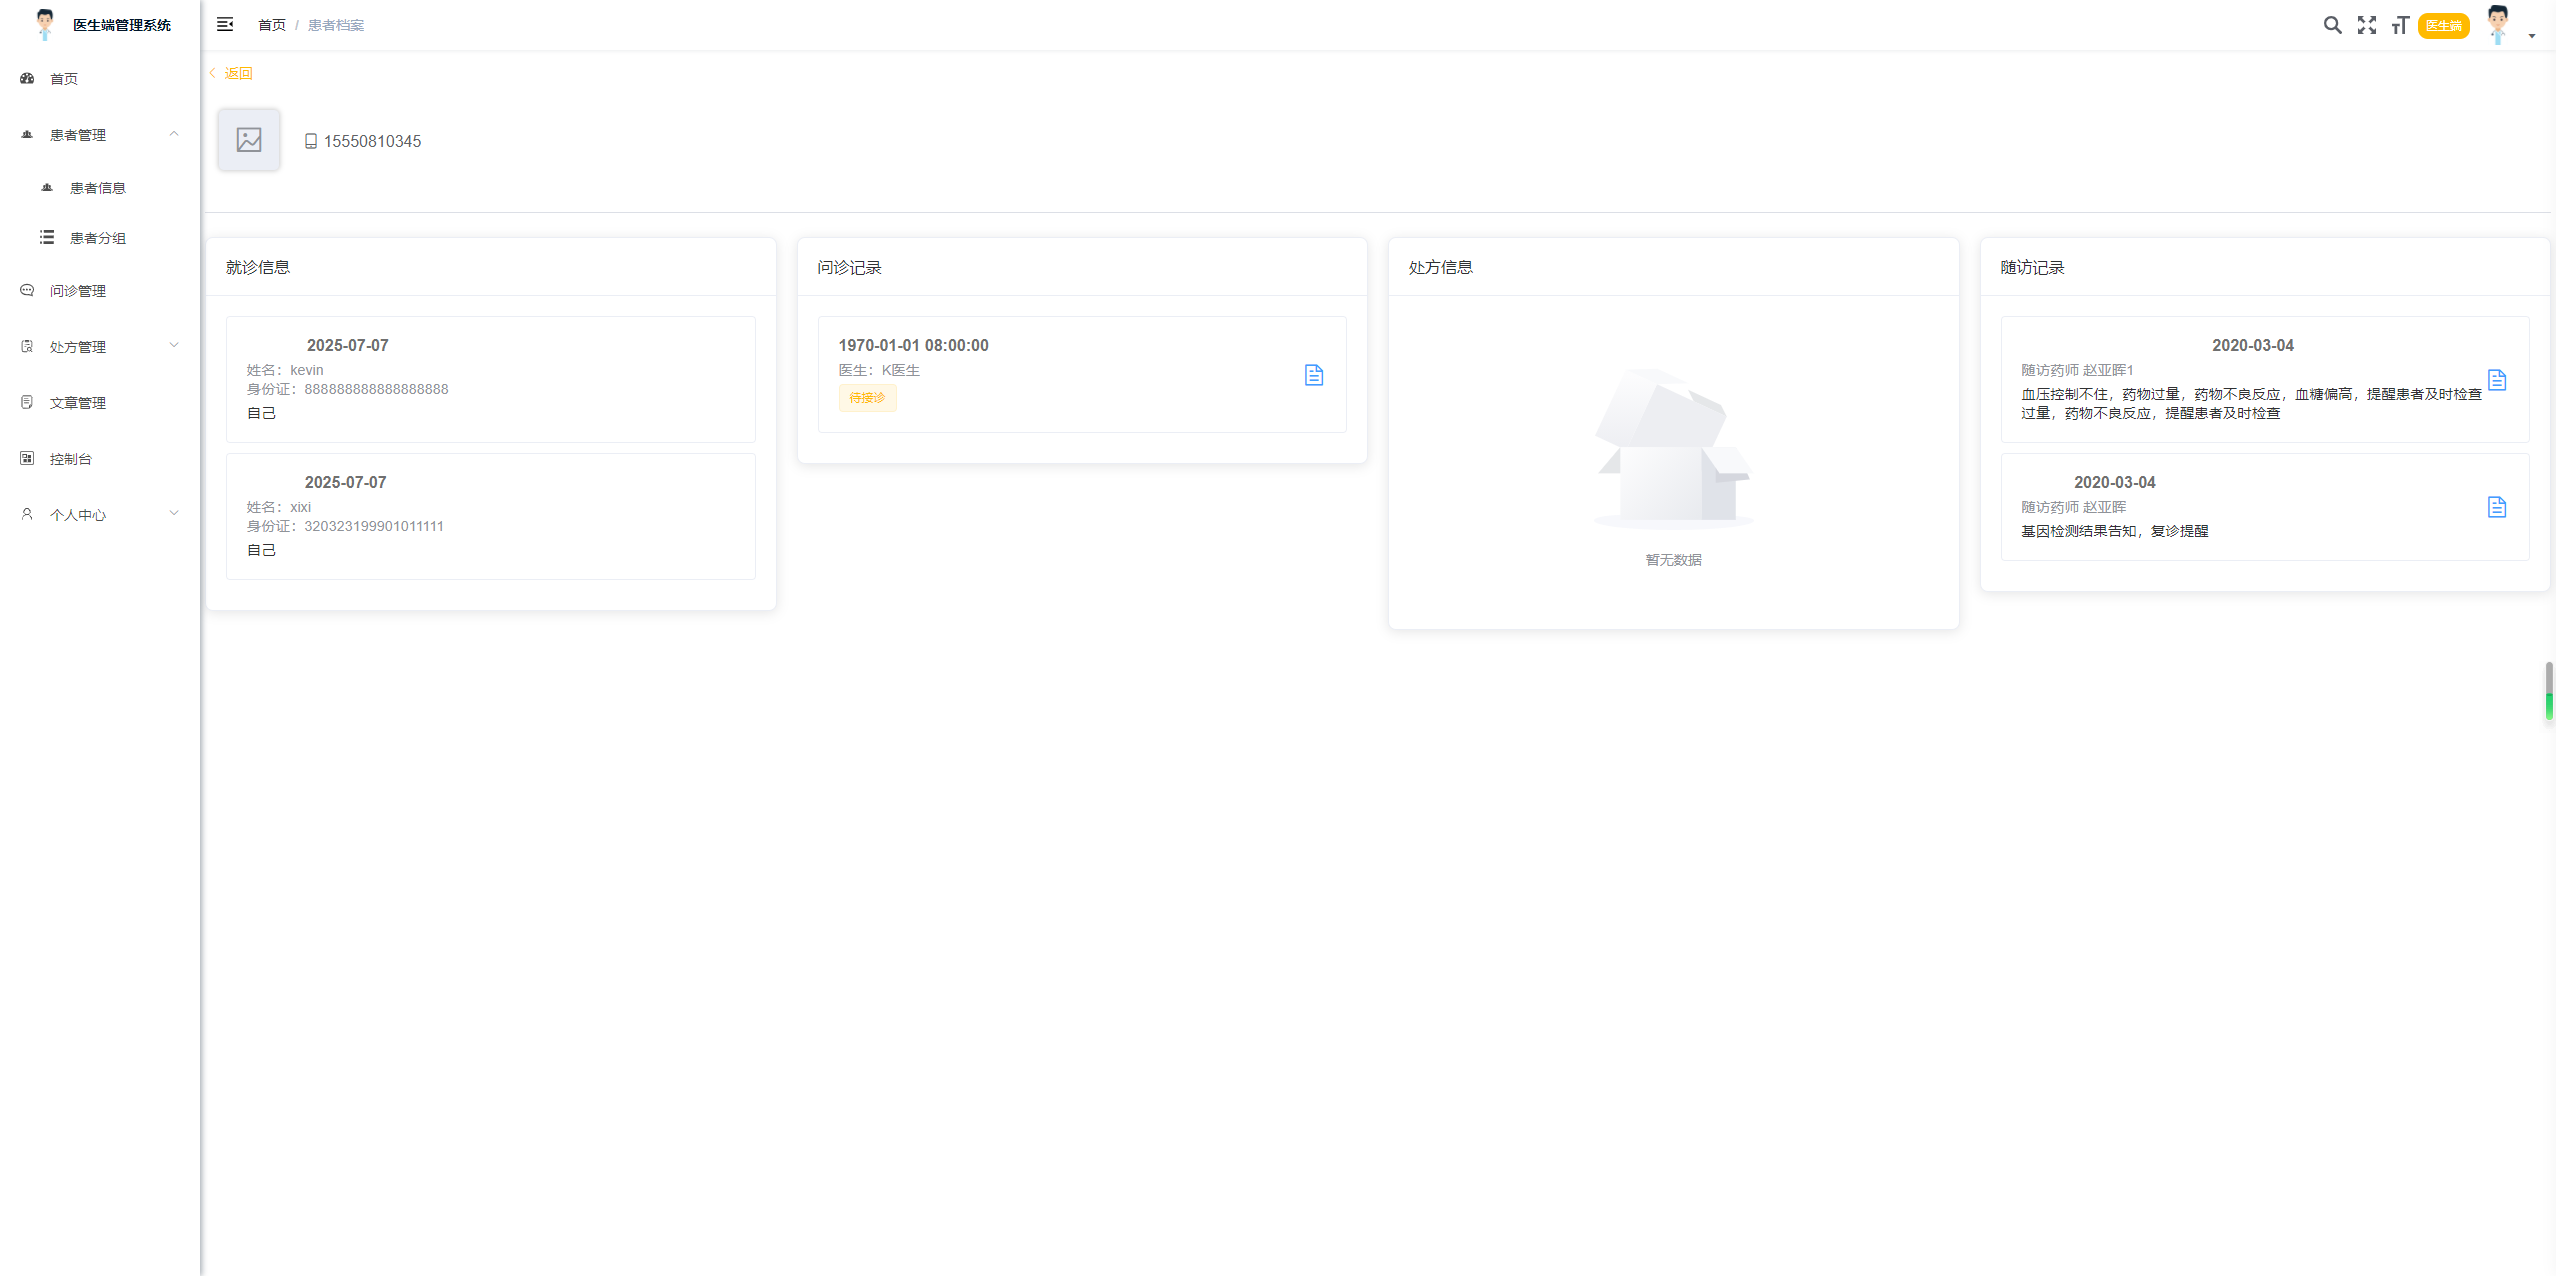 医生端管理系统
首页
患者管理
患者信息
患者分组
问诊管理
处方管理
文章管理
控制台
个人中心
首页 / 患者档案
医生端
返回
15550810345
就诊信息
2025-07-07
姓名：kevin
身份证：888888888888888888
自己
2025-07-07
姓名：xixi
身份证：320323199901011111
自己
问诊记录
1970-01-01 08:00:00
医生：K医生
待接诊
处方信息
暂无数据
随访记录
2020-03-04
随访药师 赵亚晖1
血压控制不住，药物过量，药物不良反应，血糖偏高，提醒患者及时检查
过量，药物不良反应，提醒患者及时检查
2020-03-04
随访药师 赵亚晖
基因检测结果告知，复诊提醒